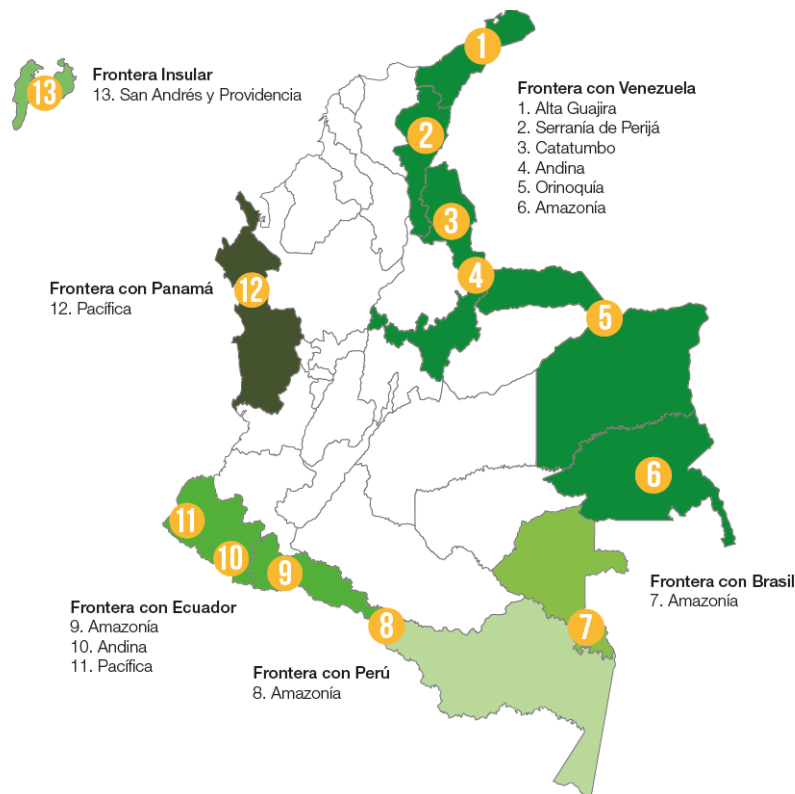 Frontera Insular
13. San Andrés y Providencia
Frontera con Venezuela
1. Alta Guajira
2. Serranía de Perijá
3. Catatumbo
4. Andina
5. Orinoquía
6. Amazonía
Frontera con Panamá
12. Pacífica
Frontera con Brasil
7. Amazonía
Frontera con Ecuador
9. Amazonía
10. Andina
11. Pacífica
Frontera con Perú
8. Amazonía
1
13
2
3
4
12
5
6
11
10
9
8
7